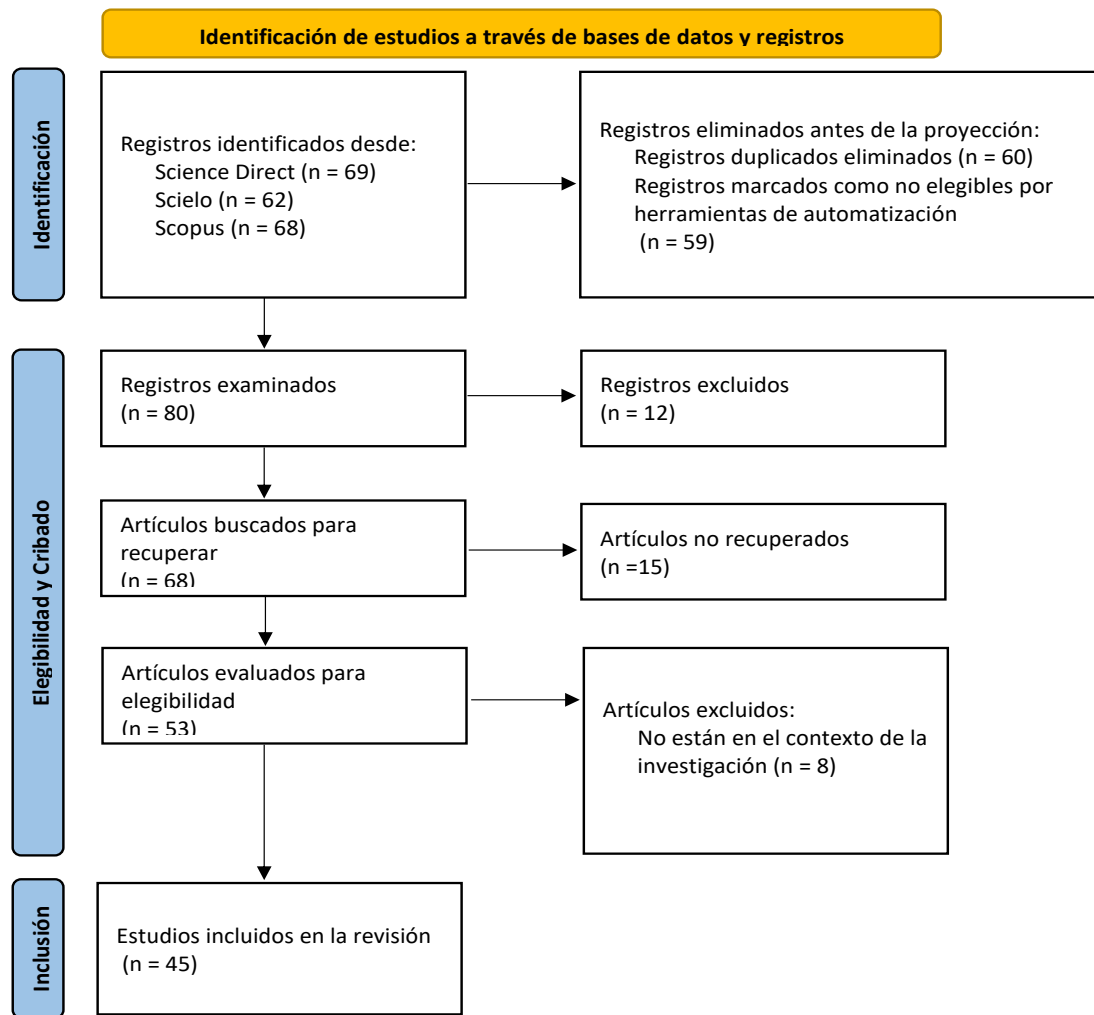 Identificación de estudios a través de bases de datos y registros
Identificación
Registros identificados desde:
Science Direct (n = 69)
Scielo (n = 62)
Scopus (n = 68)
Registros eliminados antes de la proyección:
Registros duplicados eliminados (n = 60)
Registros marcados como no elegibles por
herramientas de automatización
(n = 59)
Elegibilidad y Cribado
Registros examinados
(n = 80)
Registros excluidos
(n = 12)
Artículos buscados para
recuperar
(n = 68)
Artículos no recuperados
(n =15)
Artículos evaluados para
elegibilidad
(n = 53)
Artículos excluidos:
No están en el contexto de la
investigación (n = 8)
Inclusión
Estudios incluidos en la revisión
(n = 45)